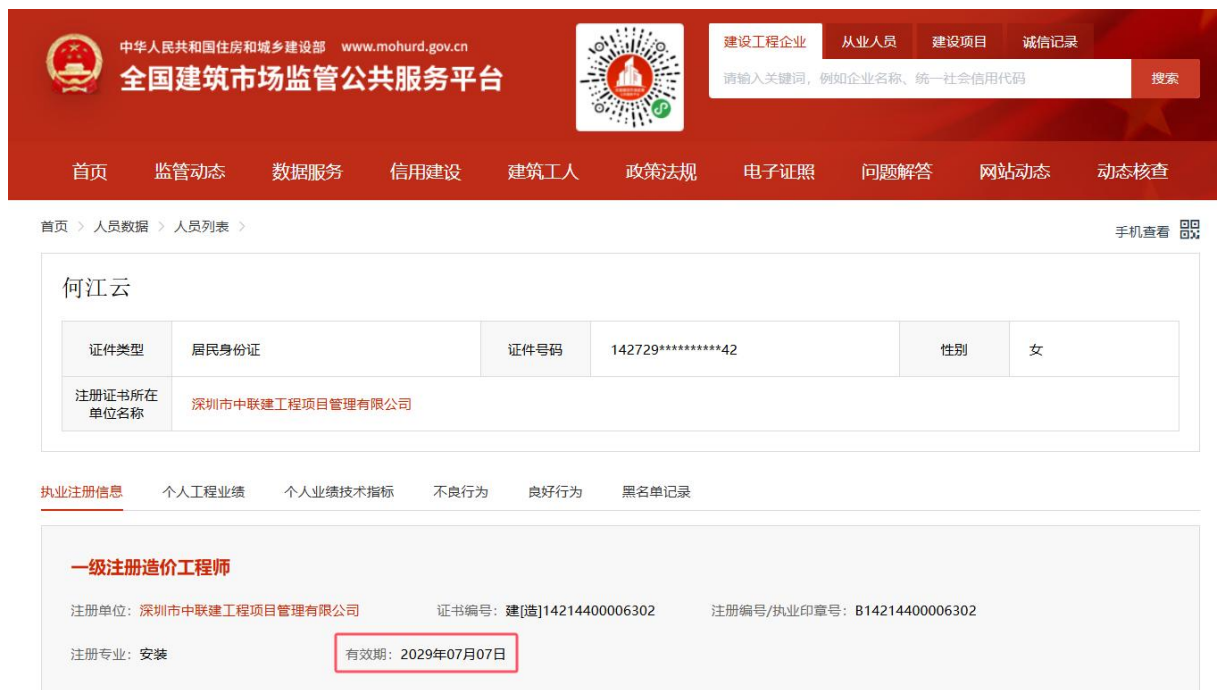 中华人民共和国住房和城乡建设部 www.mohurd.gov.cn
全国建筑市场监管公共服务平台
建设工程企业 从业人员 建设项目 诚信记录
请输入关键词，例如企业名称、统一社会信用代码 搜索
首页 监管动态 数据服务 信用建设 建筑工人 政策法规 电子证照 问题解答 网站动态 动态核查
首页 > 人员数据 > 人员列表 >
手机查看
何江云
证件类型 居民身份证 证件号码 142729**********42 性别 女
注册证书所在
单位名称
深圳市中联建工程项目管理有限公司
执业注册信息 个人工程业绩 个人业绩技术指标 不良行为 良好行为 黑名单记录
一级注册造价工程师
注册单位：深圳市中联建工程项目管理有限公司 证书编号：建[造]14214400006302 注册编号/执业印章号：B14214400006302
注册专业：安装 有效期：2029年07月07日